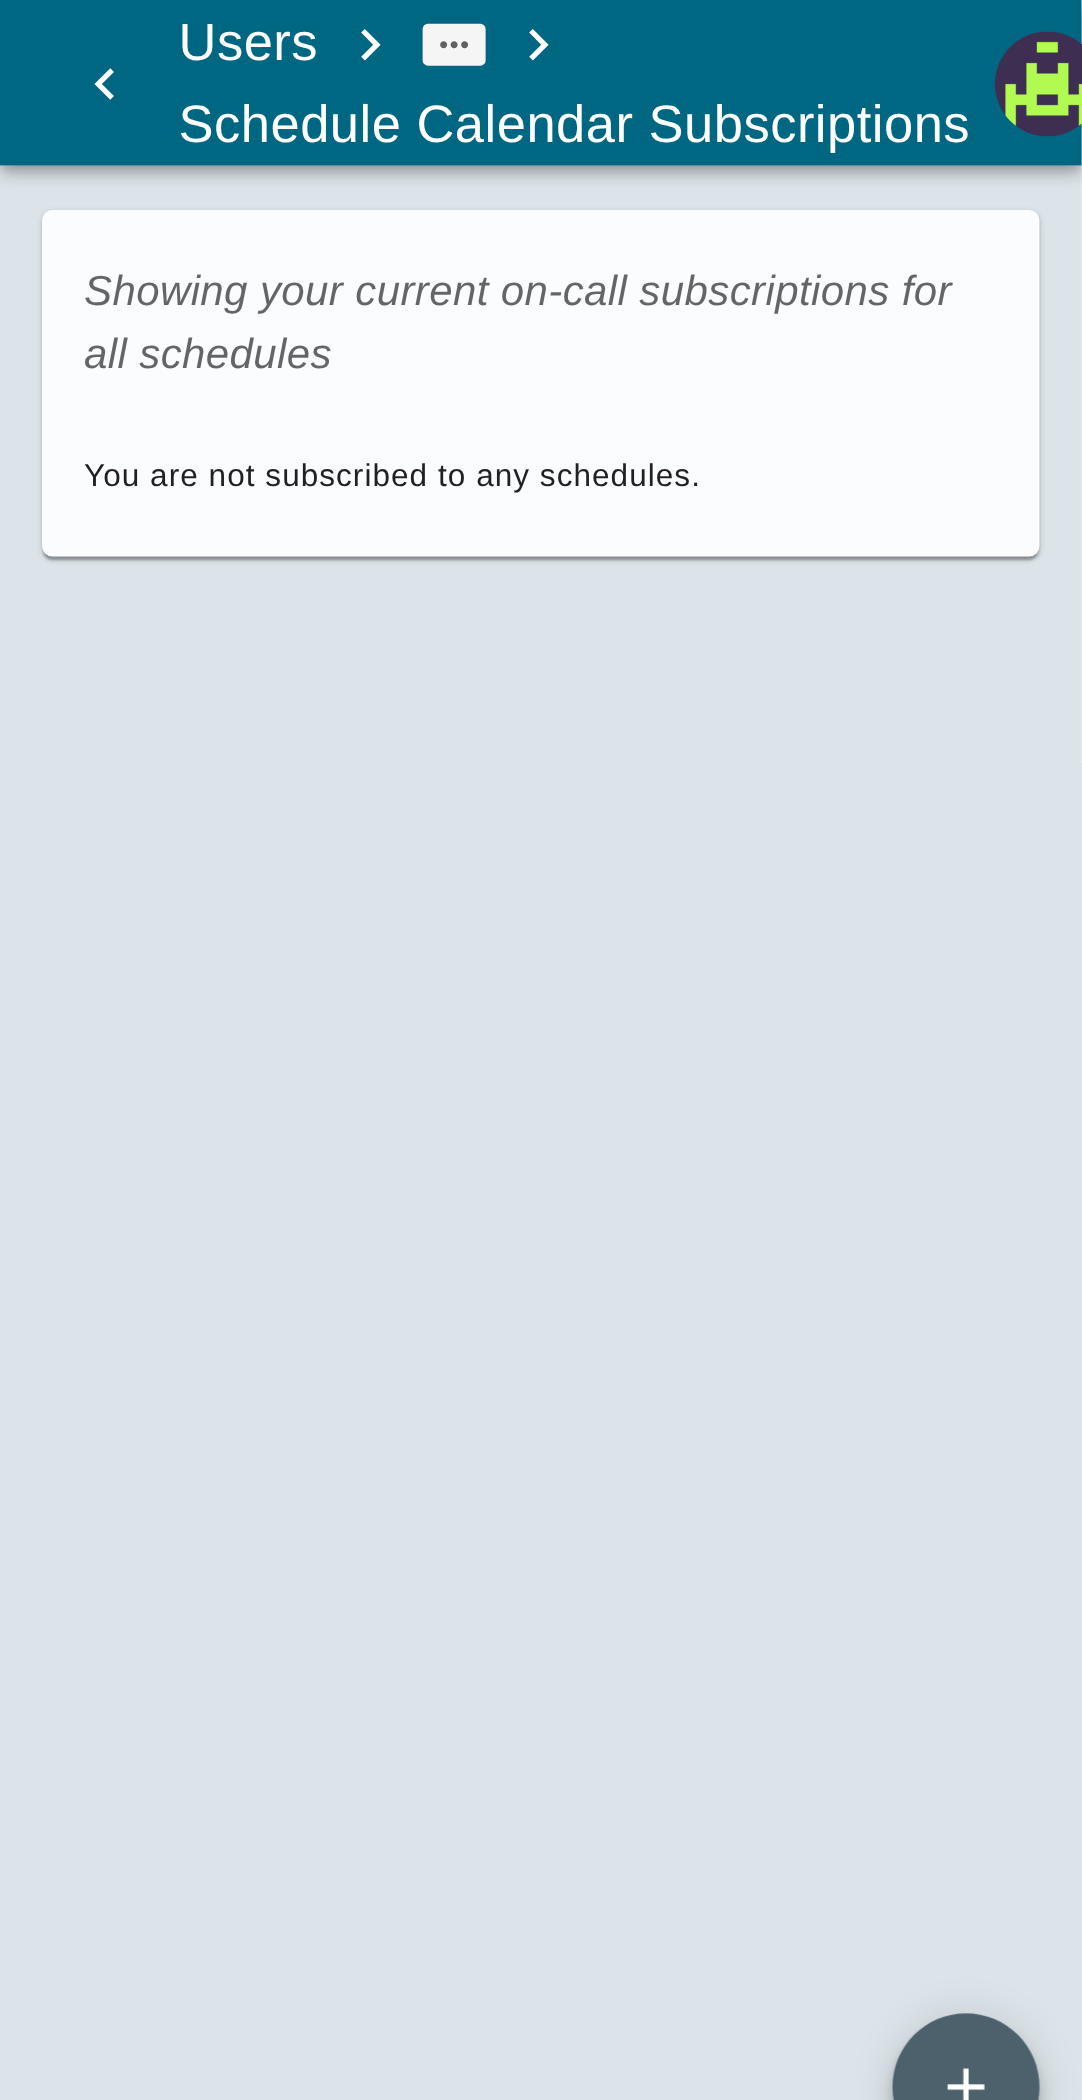 Users
Schedule Calendar Subscriptions
Showing your current on-call subscriptions for
all schedules
You are not subscribed to any schedules.